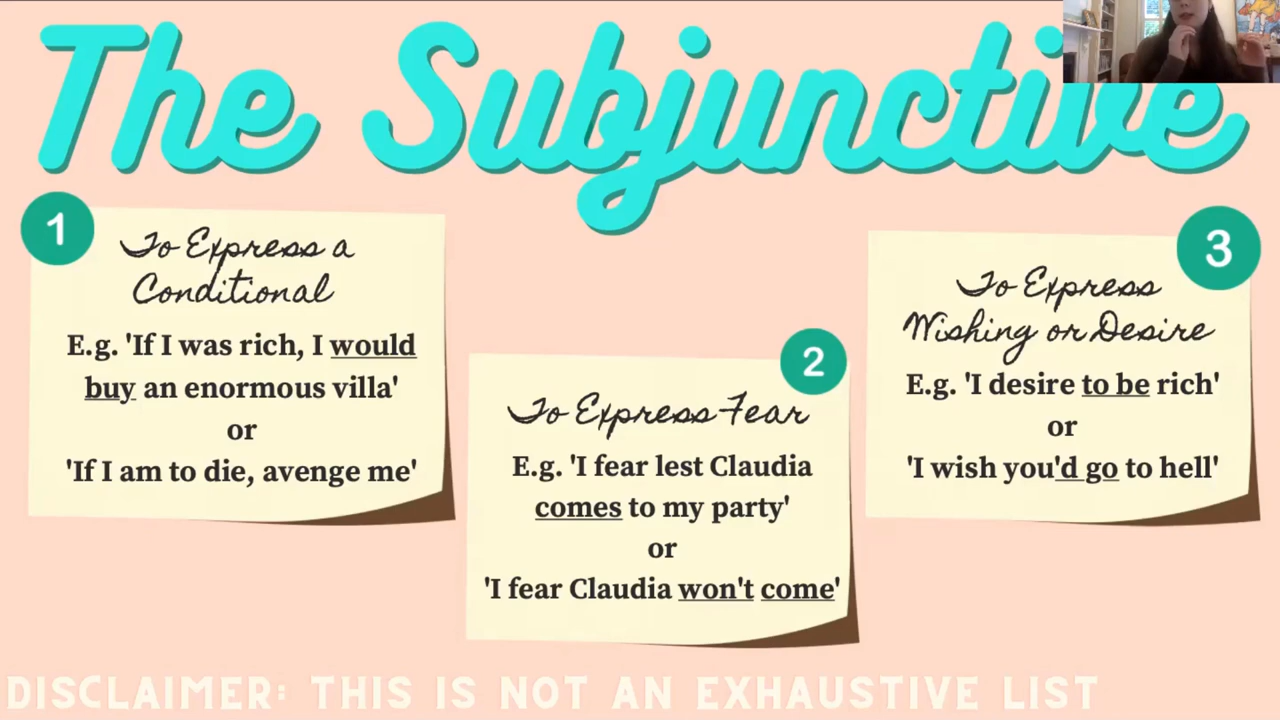 The Subjunctive
1
To Express a
Conditional
E.g. 'If I was rich, I would
buy an enormous villa'
or
'If I am to die, avenge me'
2
To Express Fear
E.g. 'I fear lest Claudia
comes to my party'
or
'I fear Claudia won't come'
3
To Express
Wishing or Desire
E.g. 'I desire to be rich'
or
'I wish you'd go to hell'
DISCLAIMER: THIS IS NOT AN EXHAUSTIVE LIST